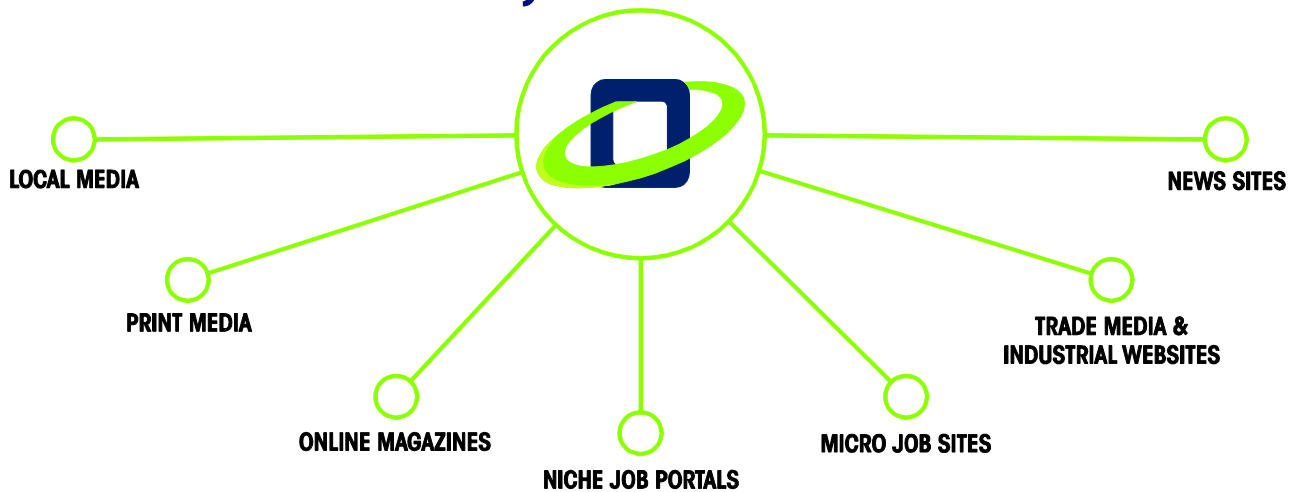 LOCAL MEDIA
NEWS SITES
PRINT MEDIA
TRADE MEDIA &
INDUSTRIAL WEBSITES
ONLINE MAGAZINES
MICRO JOB SITES
NICHE JOB PORTALS